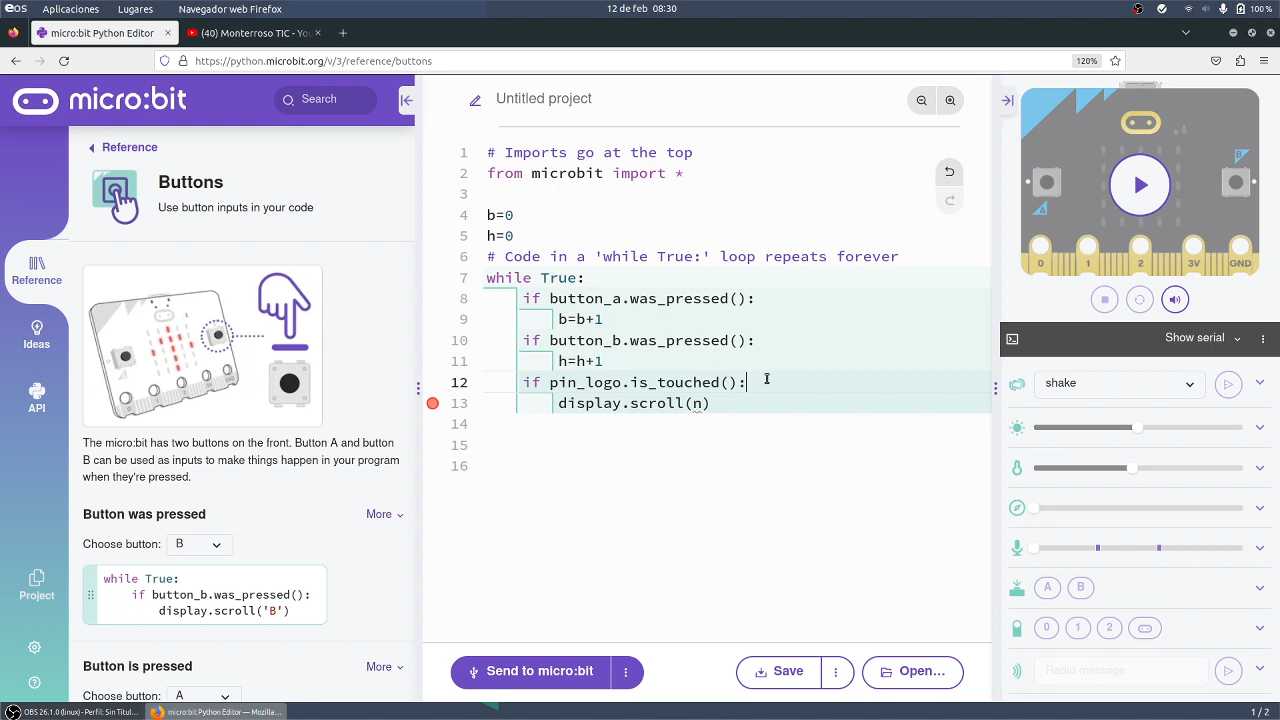 eos Aplicaciones Lugares Navegador web Firefox 12 de feb 08:30 100 %
micro:bit Python Editor × (40) Monterroso TIC - You × +
https://python.microbit.org/v/3/reference/buttons 120%
micro:bit Search
Untitled project
Reference
Buttons
Use button inputs in your code
Reference
Ideas
API
Project
The micro:bit has two buttons on the front. Button A and button
B can be used as inputs to make things happen in your program
when they're pressed.
Button was pressed More
Choose button: B
while True:
if button_b.was_pressed():
display.scroll('B')
Button is pressed More
Choose button: A
1 # Imports go at the top
2 from microbit import *
3
4 b=0
5 h=0
6 # Code in a 'while True:' loop repeats forever
7 while True:
8 if button_a.was_pressed():
9 b=b+1
10 if button_b.was_pressed():
11 h=h+1
12 if pin_logo.is_touched():
13 display.scroll(n)
14
15
16
Send to micro:bit Save Open...
A B
0 1 2 3V GND
Show serial
shake
A B
0 1 2
Radio message
OBS 26.1.0 (linux) - Perfil: Sin Titul... micro:bit Python Editor — Mozilla... 1 / 2